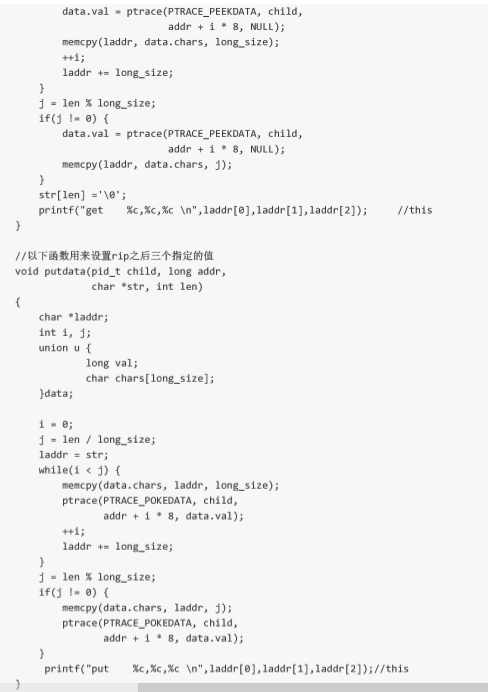 data.val = ptrace(PTRACE_PEEKDATA, child,
                          addr + i * 8, NULL);
        memcpy(laddr, data.chars, long_size);
        ++i;
        laddr += long_size;
    }
    j = len % long_size;
    if(j != 0) {
        data.val = ptrace(PTRACE_PEEKDATA, child,
                          addr + i * 8, NULL);
        memcpy(laddr, data.chars, j);
    }
    str[len] ='\0';
    printf("get   %c,%c,%c \n",laddr[0],laddr[1],laddr[2]);     //this
}
//以下函数用来设置rip之后三个指定的值
void putdata(pid_t child, long addr,
             char *str, int len)
{
    char *laddr;
    int i, j;
    union u {
            long val;
            char chars[long_size];
    }data;
    i = 0;
    j = len / long_size;
    laddr = str;
    while(i < j) {
        memcpy(data.chars, laddr, long_size);
        ptrace(PTRACE_POKEDATA, child,
               addr + i * 8, data.val);
        ++i;
        laddr += long_size;
    }
    j = len % long_size;
    if(j != 0) {
        memcpy(data.chars, laddr, j);
        ptrace(PTRACE_POKEDATA, child,
               addr + i * 8, data.val);
    }
     printf("put   %c,%c,%c \n",laddr[0],laddr[1],laddr[2]);//this
}